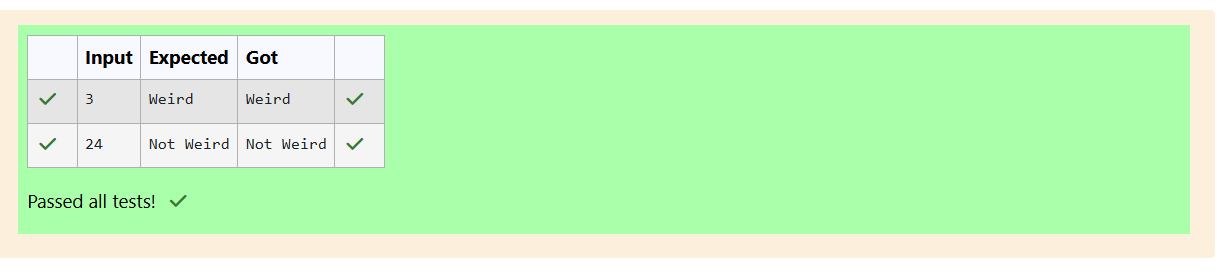 Input Expected Got
3 Weird Weird
24 Not Weird Not Weird
Passed all tests!